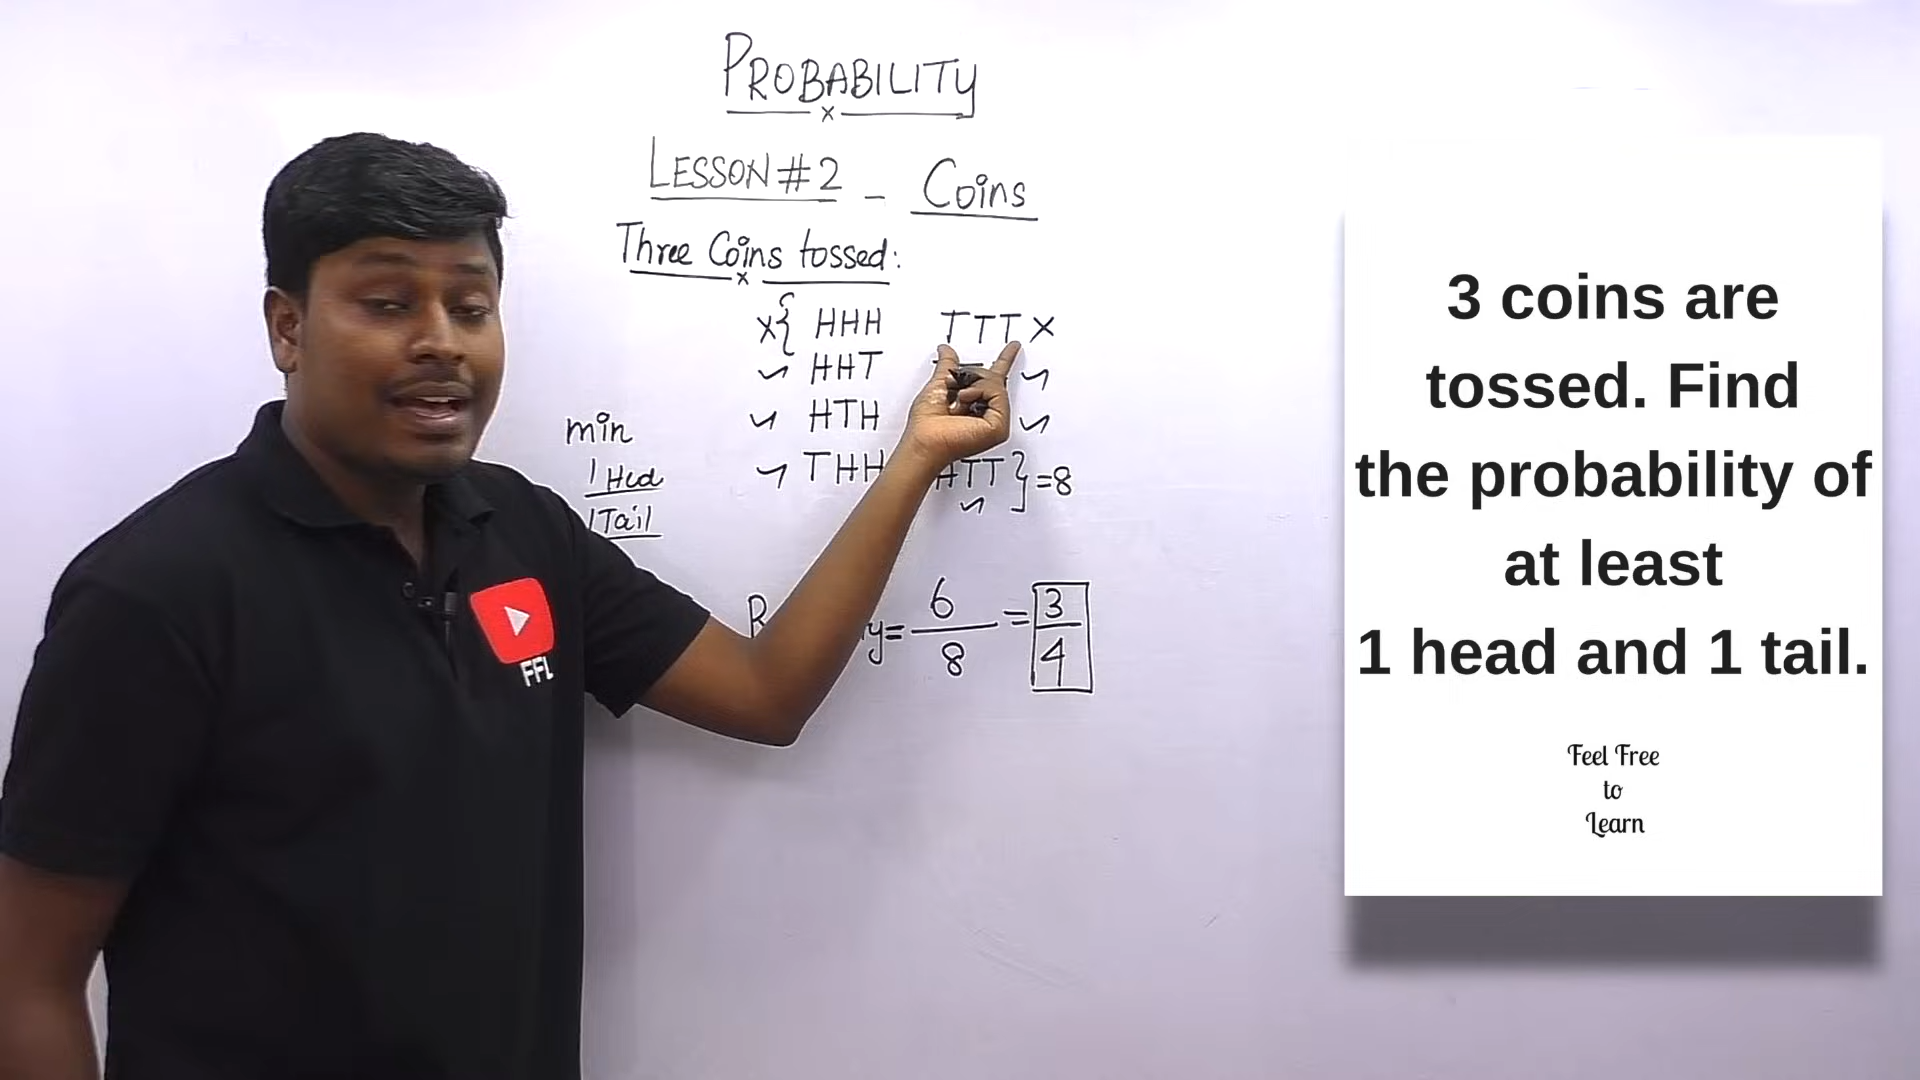 PROBABILITY
x
LESSON #2 - Coins
Three Coins tossed:
x
x{ HHH TTT x
✓ HHT ✓
✓ HTH ✓
✓ THH HTT } = 8
✓
min
1 Hed
1 Tail
y = 6/8 = 3/4
FFL
3 coins are
tossed. Find
the probability of
at least
1 head and 1 tail.
Feel Free
to
Learn